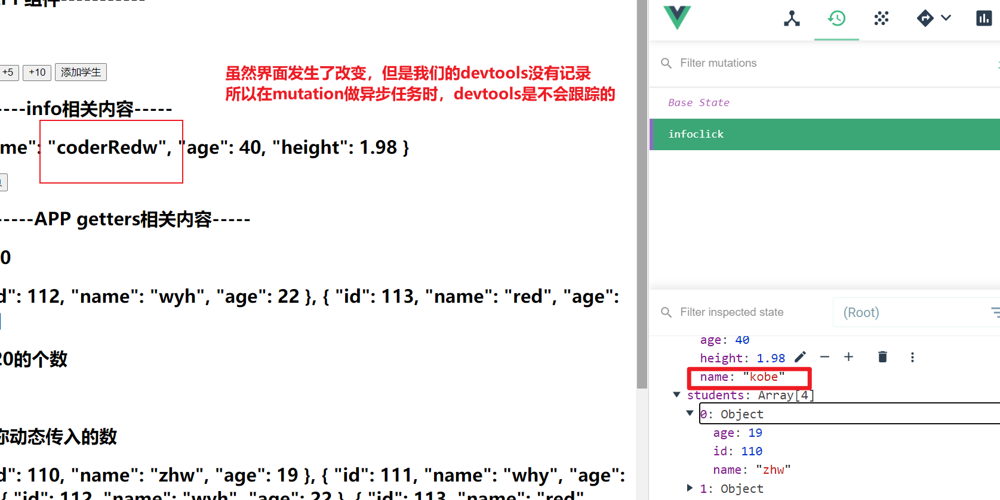 组件-----------
+5 +10 添加学生
虽然界面发生了改变，但是我们的devtools没有记录
所以在mutation做异步任务时，devtools是不会跟踪的
----info相关内容-----
me": "coderRedw", "age": 40, "height": 1.98 }
-----APP getters相关内容-----
0
d": 112, "name": "wyh", "age": 22 }, { "id": 113, "name": "red", "age":
]
20的个数
你动态传入的数
d": 110, "name": "zhw", "age": 19 }, { "id": 111, "name": "why", "age":
{ "id": 112, "name": "wyh", "age": 22 }, { "id": 113, "name": "red",
Filter mutations
Base State
infoclick
Filter inspected state
(Root)
age: 40
height: 1.98
name: "kobe"
students: Array[4]
0: Object
age: 19
id: 110
name: "zhw"
1: Object